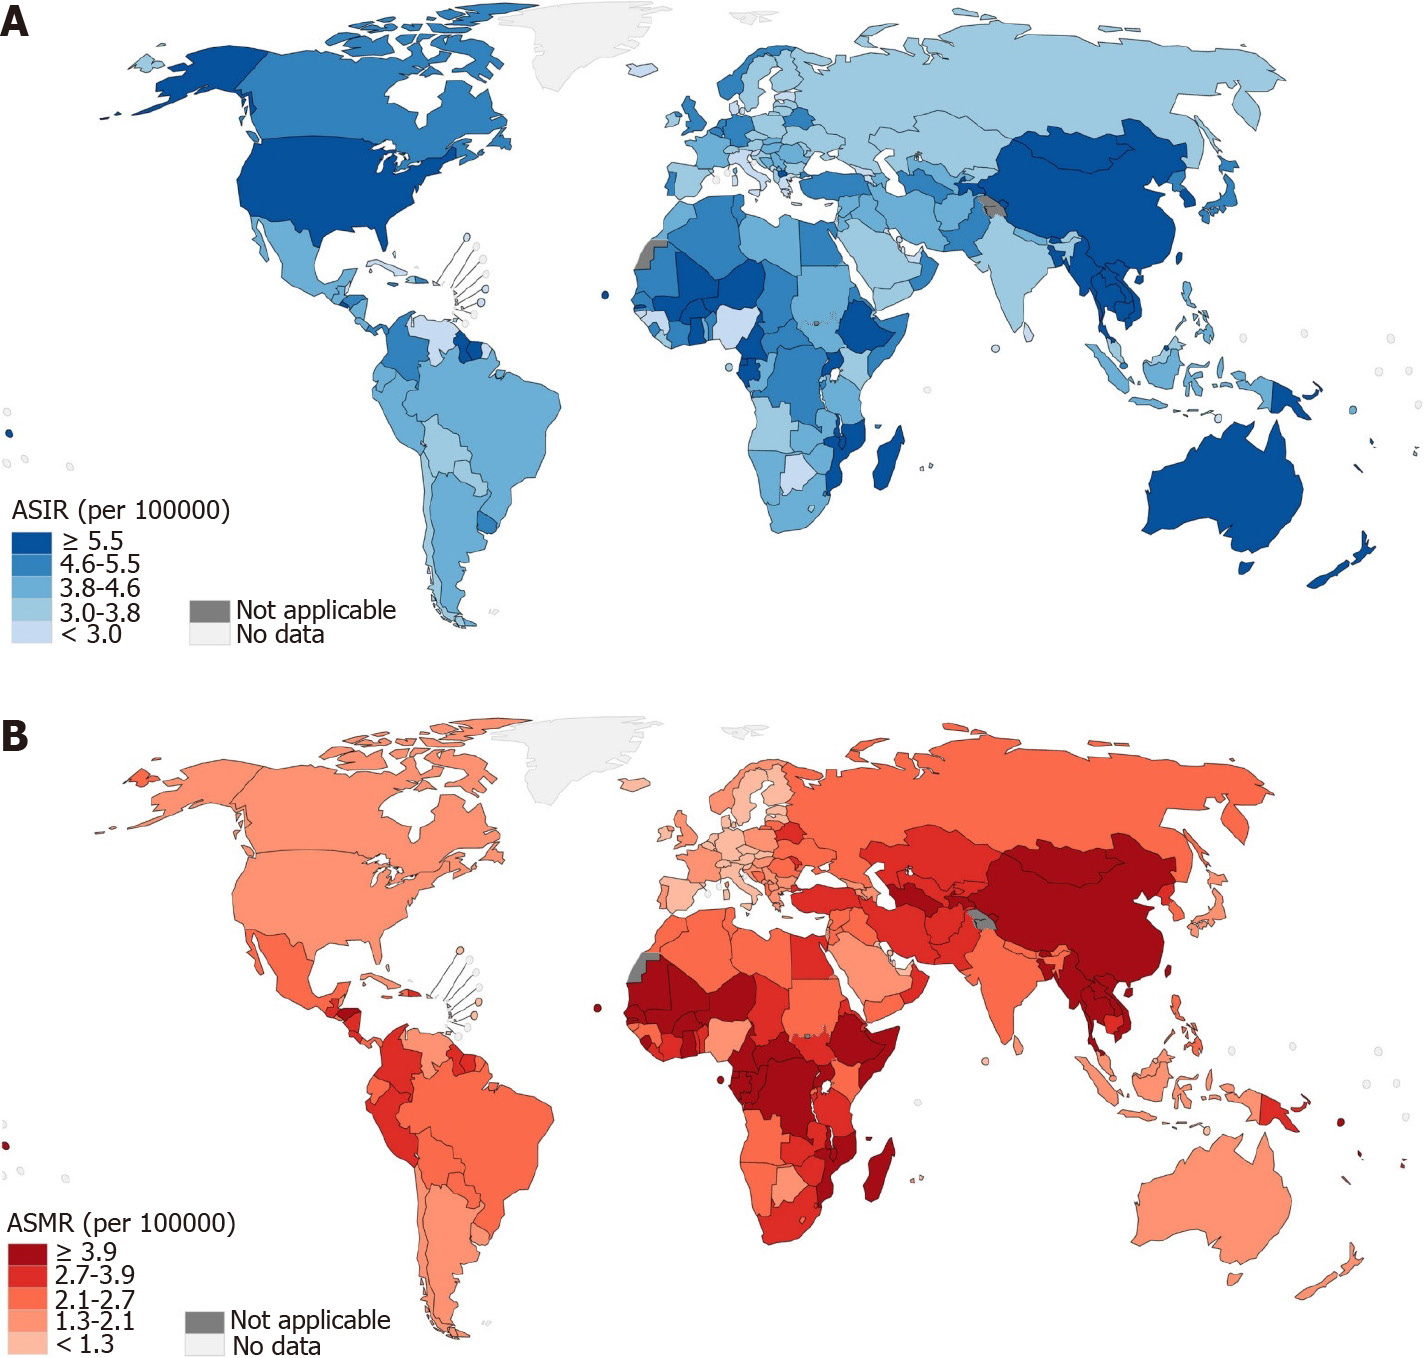 A
ASIR (per 100000)
≥ 5.5
4.6-5.5
3.8-4.6
3.0-3.8
< 3.0
Not applicable
No data
B
ASMR (per 100000)
≥ 3.9
2.7-3.9
2.1-2.7
1.3-2.1
< 1.3
Not applicable
No data